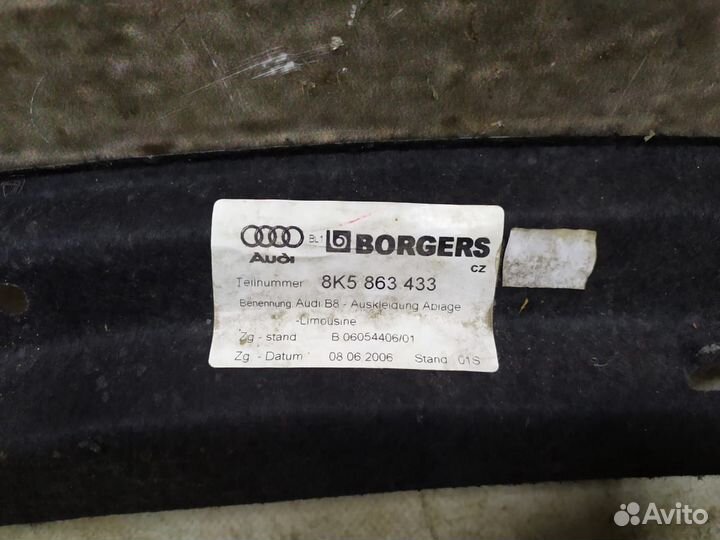 BL1 BORGERS
Audi
CZ
Teilnummer 8K5 863 433
Benennung Audi B8 - Auskleidung Ablage
-Limousine
Zg - stand B 06054406/01
Zg - Datum 08 06 2006 Stand 01S
Avito